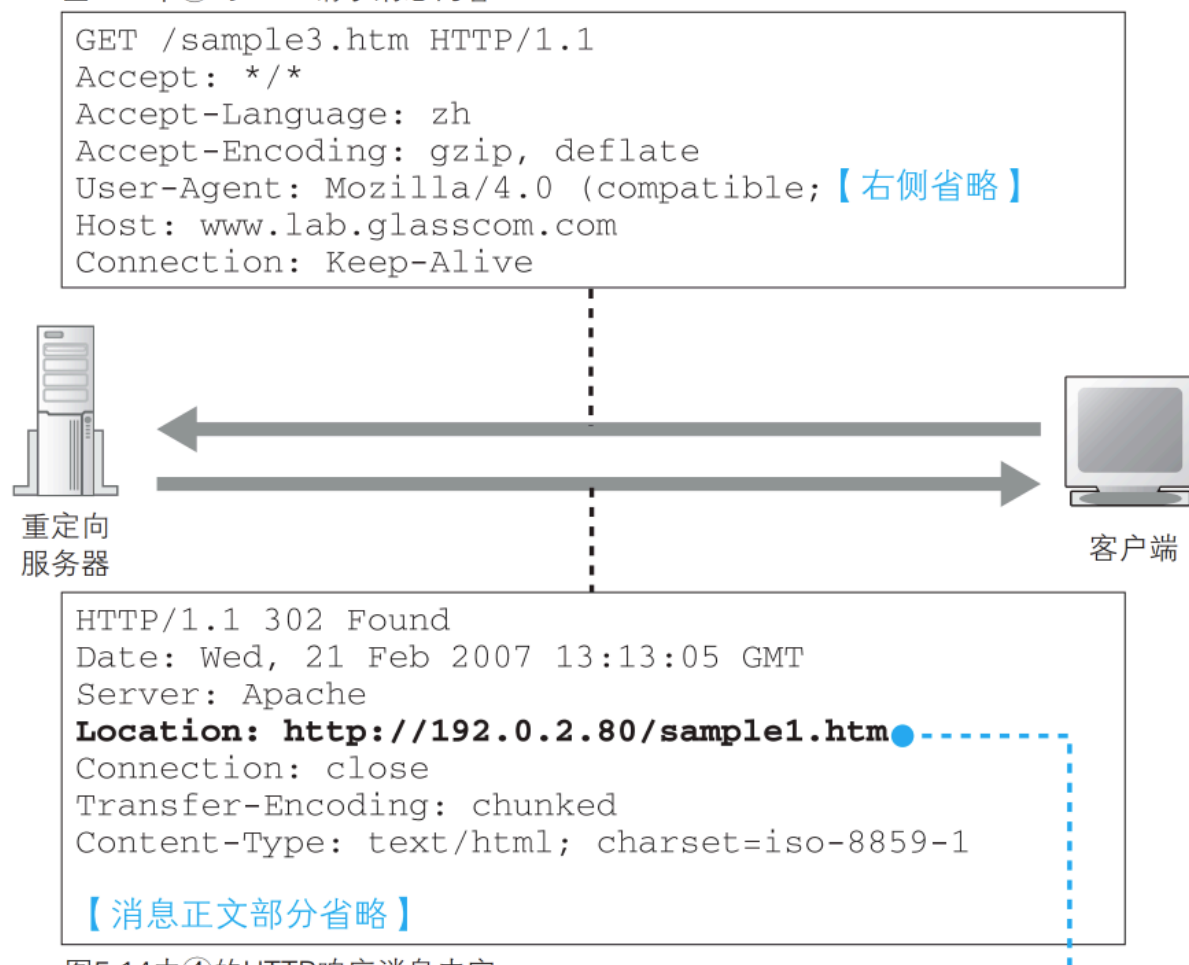 GET /sample3.htm HTTP/1.1
Accept: */*
Accept-Language: zh
Accept-Encoding: gzip, deflate
User-Agent: Mozilla/4.0 (compatible;【右侧省略】
Host: www.lab.glasscom.com
Connection: Keep-Alive
重定向
服务器
客户端
HTTP/1.1 302 Found
Date: Wed, 21 Feb 2007 13:13:05 GMT
Server: Apache
Location: http://192.0.2.80/sample1.htm
Connection: close
Transfer-Encoding: chunked
Content-Type: text/html; charset=iso-8859-1
【消息正文部分省略】